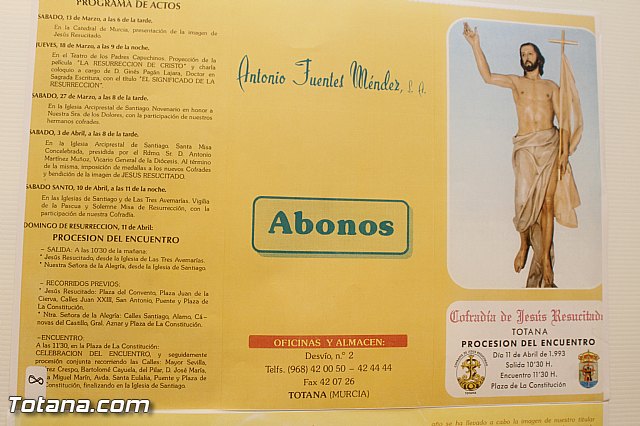 PROGRAMA DE ACTOS
SABADO, 13 de Marzo, a las 6 de la tarde.
En la Catedral de Murcia, presentación de la imagen de
Jesús Resucitado.
JUEVES, 18 de Marzo, a las 9 de la noche.
En el Teatro de los Padres Capuchinos. Proyección de la
película "LA RESURRECCION DE CRISTO" y charla
coloquio a cargo de D. Ginés Pagán Lajara, Doctor en
Sagrada Escritura, con el título "EL SIGNIFICADO DE LA
RESURRECCION".
SABADO, 27 de Marzo, a las 8 de la tarde.
En la Iglesia Arciprestal de Santiago. Novenario en honor a
Nuestra Sra. de los Dolores, con la participación de nuestros
hermanos cofrades.
SABADO, 3 de Abril, a las 8 de la tarde.
En la Iglesia Arciprestal de Santiago. Santa Misa
Concelebrada, presidida por el Rdmo. Sr. D. Antonio
Martínez Muñoz, Vicario General de la Diócesis. Al término
de la misma, imposición de medallas a los nuevos Cofrades
y bendición de la imagen de JESUS RESUCITADO.
SABADO SANTO, 10 de Abril, a las 11 de la noche.
En las Iglesias de Santiago y de Las Tres Avemarías. Vigilia
de la Pascua y Solemne Misa de Resurrección, con la
participación de nuestra Cofradía.
DOMINGO DE RESURRECCION, 11 de Abril:
PROCESION DEL ENCUENTRO
– SALIDA: A las 10'30 de la mañana:
* Jesús Resucitado, desde la Iglesia de Las Tres Avemarías.
* Nuestra Señora de la Alegría, desde la Iglesia de Santiago.
– RECORRIDOS PREVIOS:
* Jesús Resucitado: Plaza del Convento, Plaza Juan de la
Cierva, Calles Juan XXIII, San Antonio, Puente y Plaza de
La Constitución.
* Ntra. Señora de la Alegría: Calles Santiago, Alamo, Cá-
novas del Castillo, Gral. Aznar y Plaza de La Constitución.
–ENCUENTRO:
A las 11'30, en la Plaza de La Constitución:
CELEBRACION DEL ENCUENTRO, y seguidamente
procesión conjunta recorriendo las Calles: Mayor Sevilla,
Crespo, Bartolomé Cayuela, del Pilar, D. José María.
Miguel Marín, Avda. Santa Eulalia, Puente y Plaza de
Constitución, finalizando en la Iglesia de Santiago.
8
Totana.com
Antonio Fuentes Méndez, S. A.
Abonos
OFICINAS Y ALMACEN:
Desvío, n.º 2
Telfs. (968) 42 00 50 – 42 44 44
Fax 42 07 26
TOTANA (MURCIA)
Cofradía de Jesús Resucitado
TOTANA
PROCESION DEL ENCUENTRO
Día 11 de Abril de 1.993
Salida 10'30 H.
Encuentro 11'30 H.
Plaza de La Constitución
año se ha llevado a cabo la imagen de nuestro titular